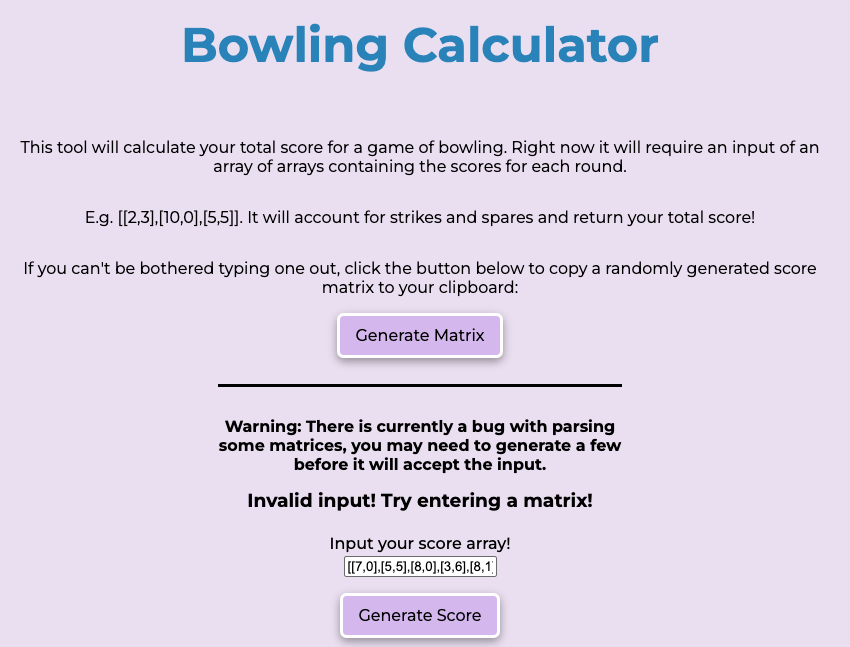 Bowling Calculator
This tool will calculate your total score for a game of bowling. Right now it will require an input of an
array of arrays containing the scores for each round.
E.g. [[2,3],[10,0],[5,5]]. It will account for strikes and spares and return your total score!
If you can't be bothered typing one out, click the button below to copy a randomly generated score
matrix to your clipboard:
Generate Matrix
Warning: There is currently a bug with parsing
some matrices, you may need to generate a few
before it will accept the input.
Invalid input! Try entering a matrix!
Input your score array!
[[7,0],[5,5],[8,0],[3,6],[8,1
Generate Score